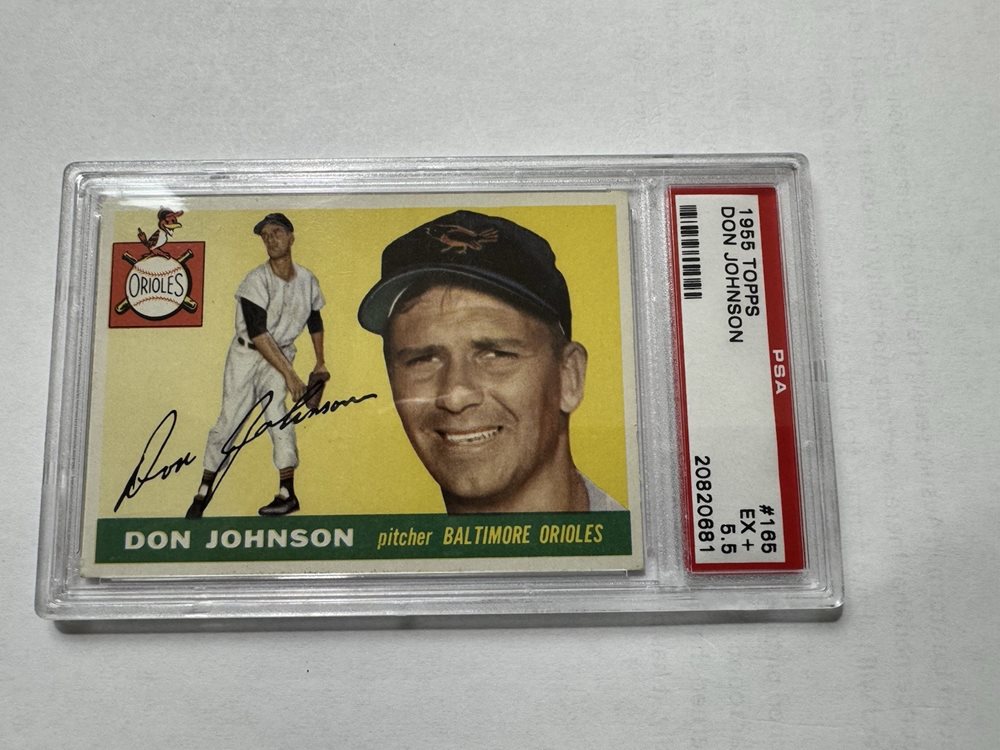 ORIOLES
Don Johnson
DON JOHNSON pitcher BALTIMORE ORIOLES
1955 TOPPS #165
DON JOHNSON EX + 5.5
PSA
20820681